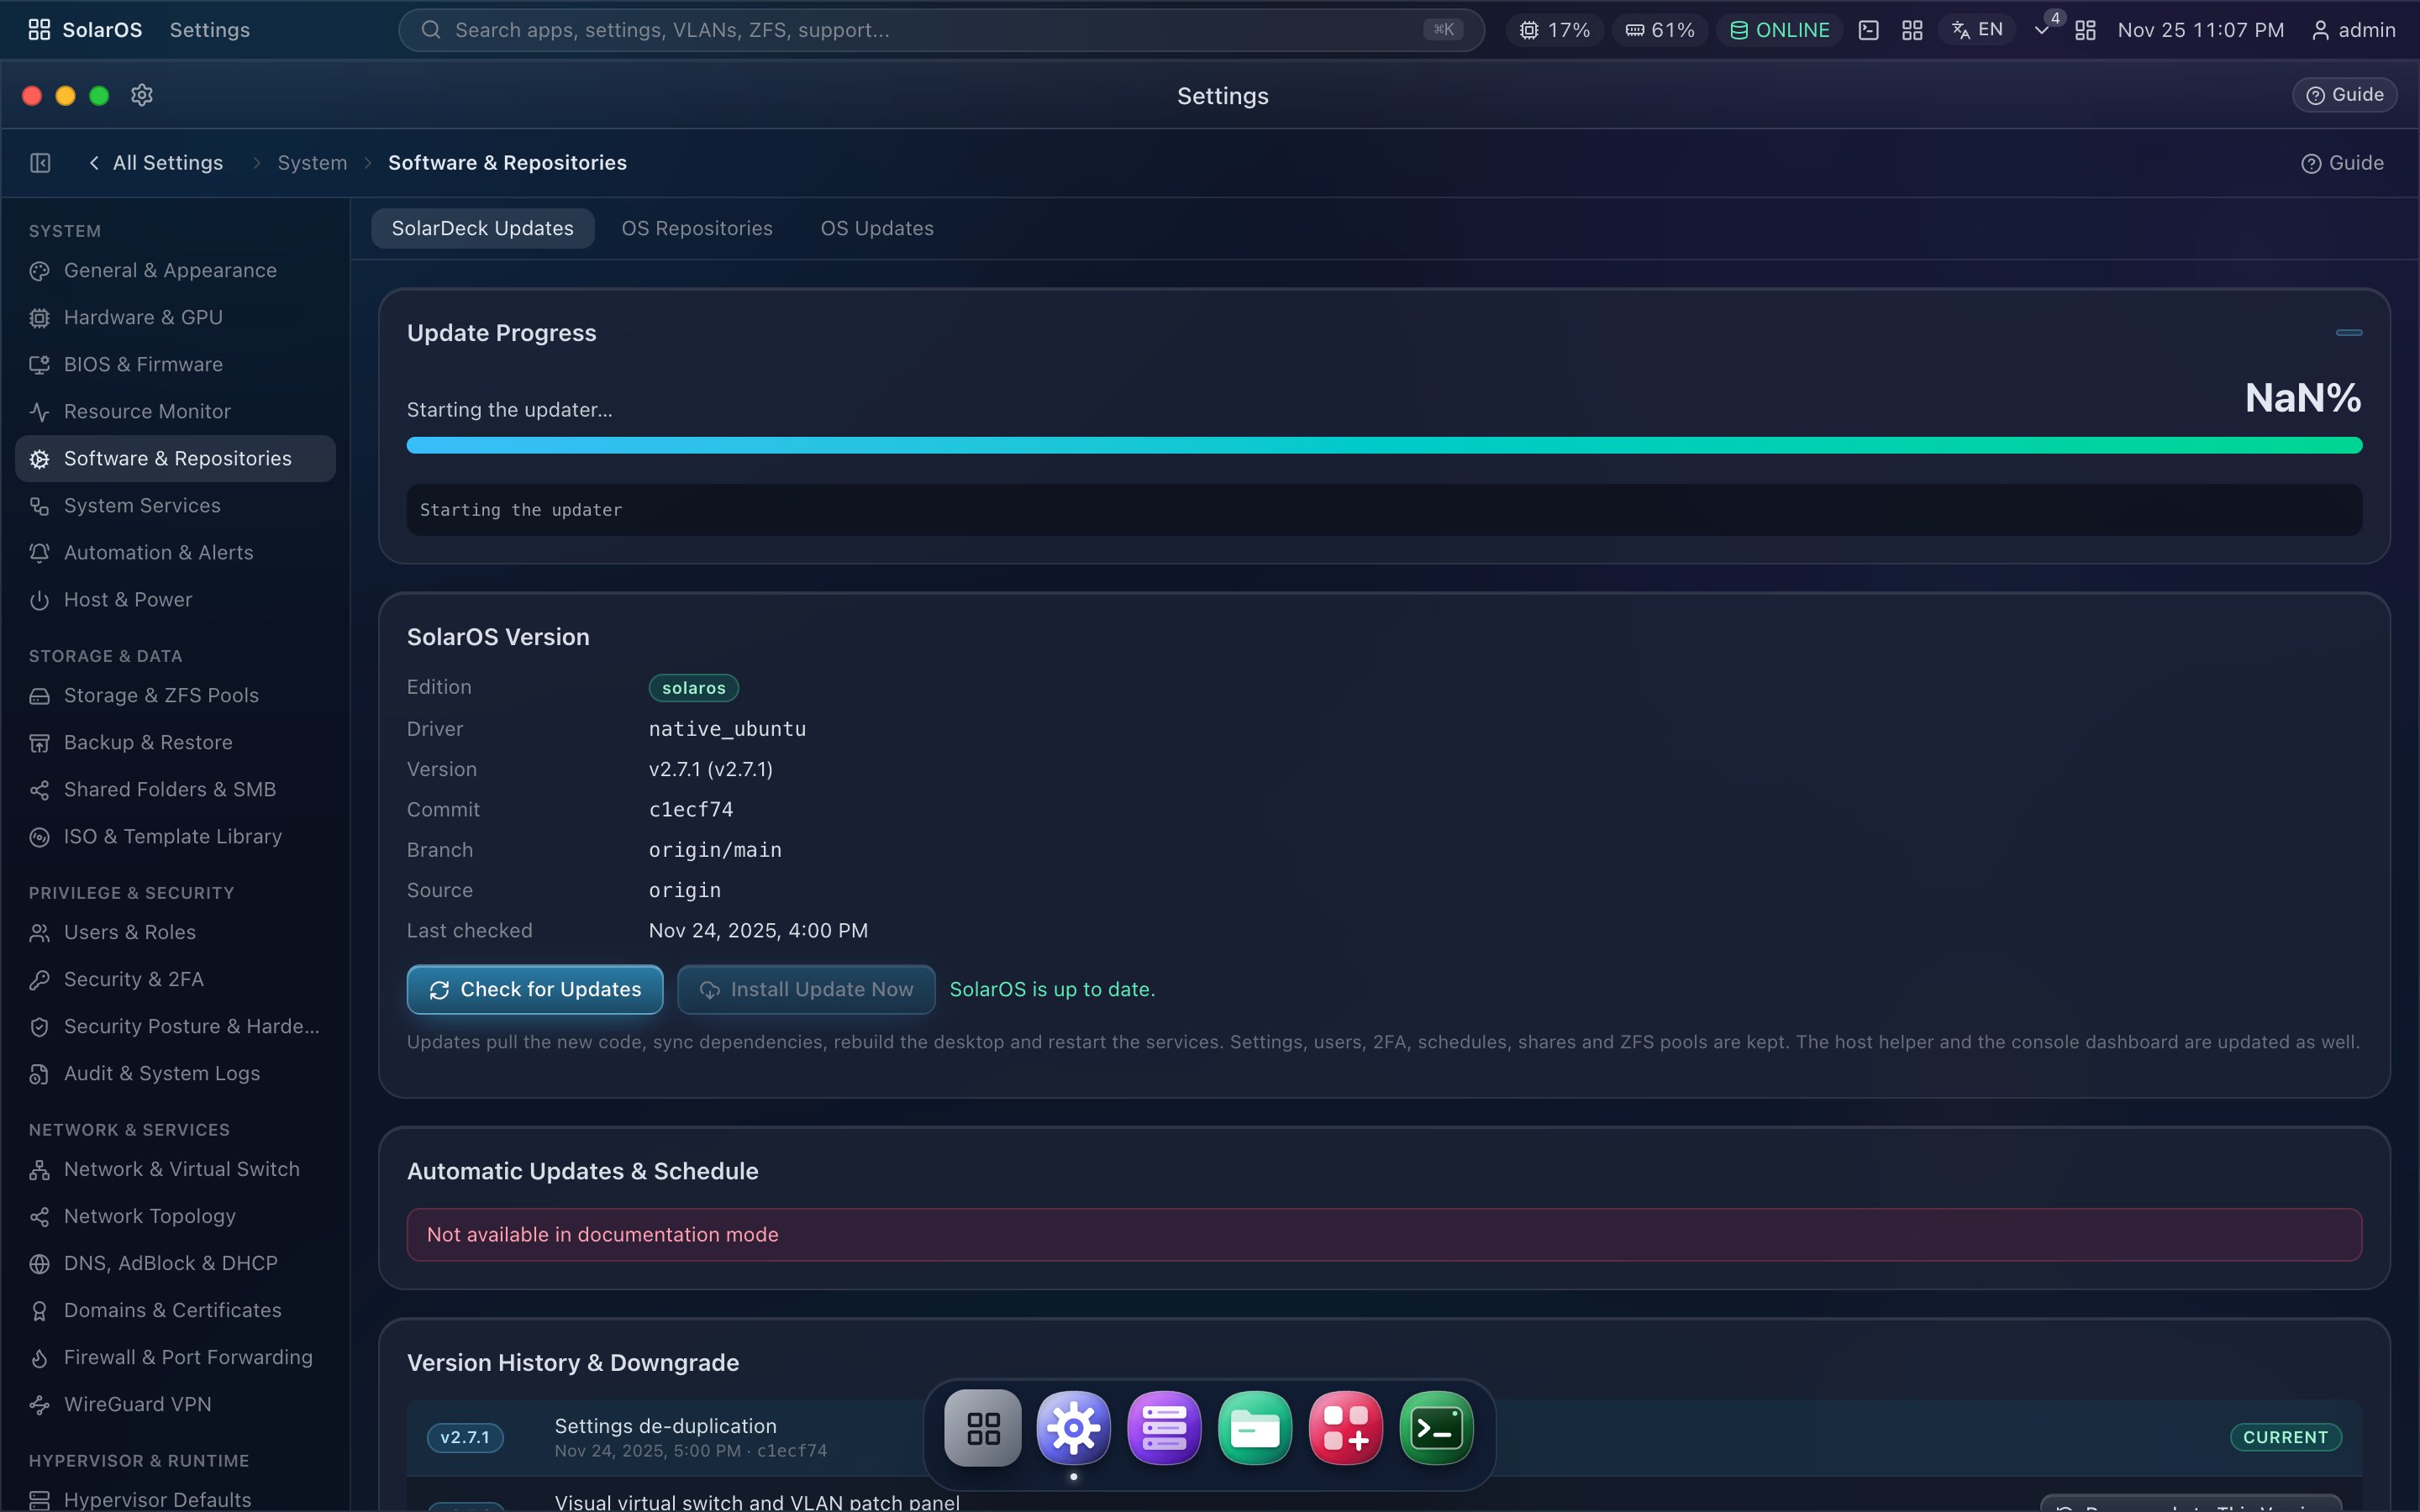 SolarOS Settings Search apps, settings, VLANs, ZFS, support... ⌘K 17% 61% ONLINE EN 4 Nov 25 11:07 PM admin
Settings Guide
All Settings System Software & Repositories Guide
SYSTEM
General & Appearance
Hardware & GPU
BIOS & Firmware
Resource Monitor
Software & Repositories
System Services
Automation & Alerts
Host & Power
STORAGE & DATA
Storage & ZFS Pools
Backup & Restore
Shared Folders & SMB
ISO & Template Library
PRIVILEGE & SECURITY
Users & Roles
Security & 2FA
Security Posture & Harde...
Audit & System Logs
NETWORK & SERVICES
Network & Virtual Switch
Network Topology
DNS, AdBlock & DHCP
Domains & Certificates
Firewall & Port Forwarding
WireGuard VPN
HYPERVISOR & RUNTIME
Hypervisor Defaults
SolarDeck Updates OS Repositories OS Updates
Update Progress
Starting the updater... NaN%
Starting the updater
SolarOS Version
Edition solaros
Driver native_ubuntu
Version v2.7.1 (v2.7.1)
Commit c1ecf74
Branch origin/main
Source origin
Last checked Nov 24, 2025, 4:00 PM
Check for Updates Install Update Now SolarOS is up to date.
Updates pull the new code, sync dependencies, rebuild the desktop and restart the services. Settings, users, 2FA, schedules, shares and ZFS pools are kept. The host helper and the console dashboard are updated as well.
Automatic Updates & Schedule
Not available in documentation mode
Version History & Downgrade
v2.7.1 Settings de-duplication CURRENT
Nov 24, 2025, 5:00 PM · c1ecf74
Visual virtual switch and VLAN patch panel